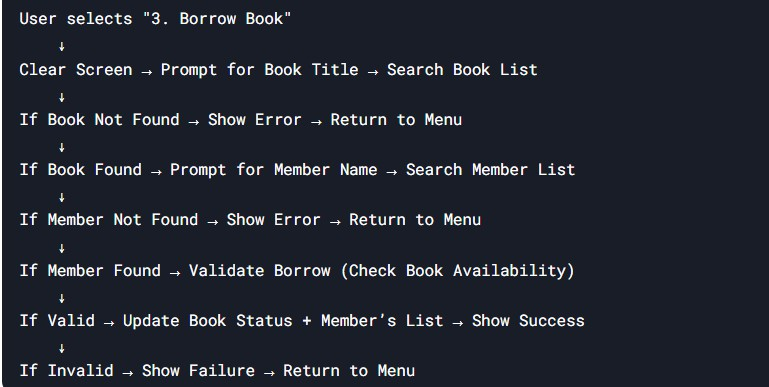 User selects "3. Borrow Book"
↓
Clear Screen → Prompt for Book Title → Search Book List
↓
If Book Not Found → Show Error → Return to Menu
↓
If Book Found → Prompt for Member Name → Search Member List
↓
If Member Not Found → Show Error → Return to Menu
↓
If Member Found → Validate Borrow (Check Book Availability)
↓
If Valid → Update Book Status + Member’s List → Show Success
↓
If Invalid → Show Failure → Return to Menu